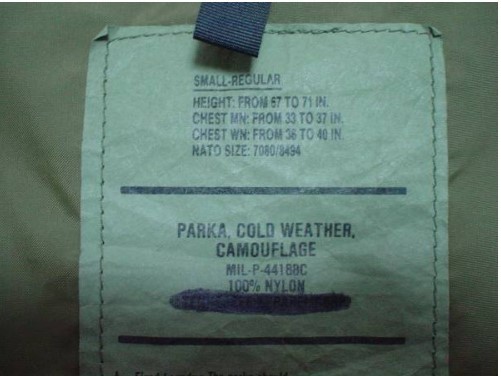 SMALL-REGULAR
HEIGHT: FROM 67 TO 71 IN.
CHEST MN: FROM 33 TO 37 IN.
CHEST WN: FROM 36 TO 40 IN.
NATO SIZE: 7080/8494
PARKA, COLD WEATHER,
CAMOUFLAGE
MIL-P-44188C
100% NYLON